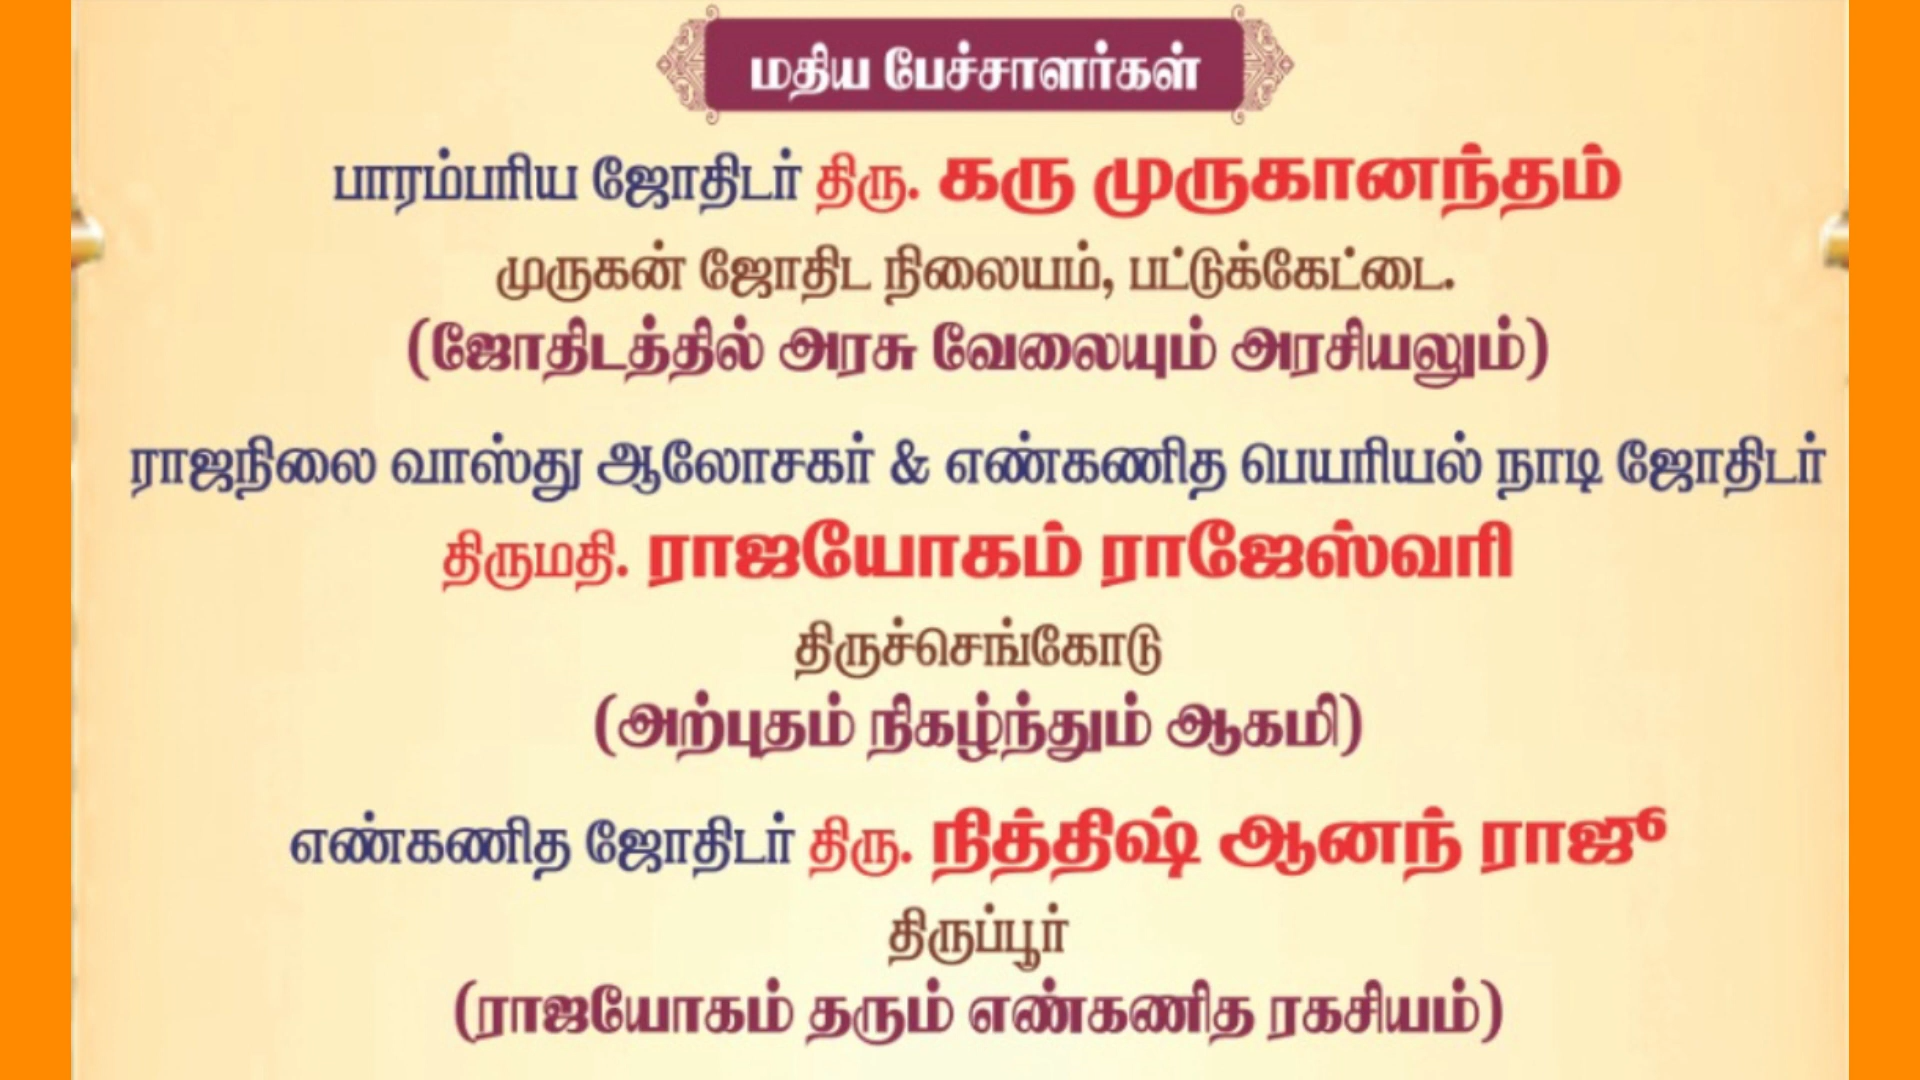 மதிய பேச்சாளர்கள்
பாரம்பரிய ஜோதிடர் திரு. கரு முருகானந்தம்
முருகன் ஜோதிட நிலையம், பட்டுக்கேட்டை.
(ஜோதிடத்தில் அரசு வேலையும் அரசியலும்)
ராஜநிலை வாஸ்து ஆலோசகர் & எண்கணித பெயரியல் நாடி ஜோதிடர்
திருமதி. ராஜயோகம் ராஜேஸ்வரி
திருச்செங்கோடு
(அற்புதம் நிகழ்ந்தும் ஆகமி)
எண்கணித ஜோதிடர் திரு. நித்திஷ் ஆனந் ராஜூ
திருப்பூர்
(ராஜயோகம் தரும் எண்கணித ரகசியம்)